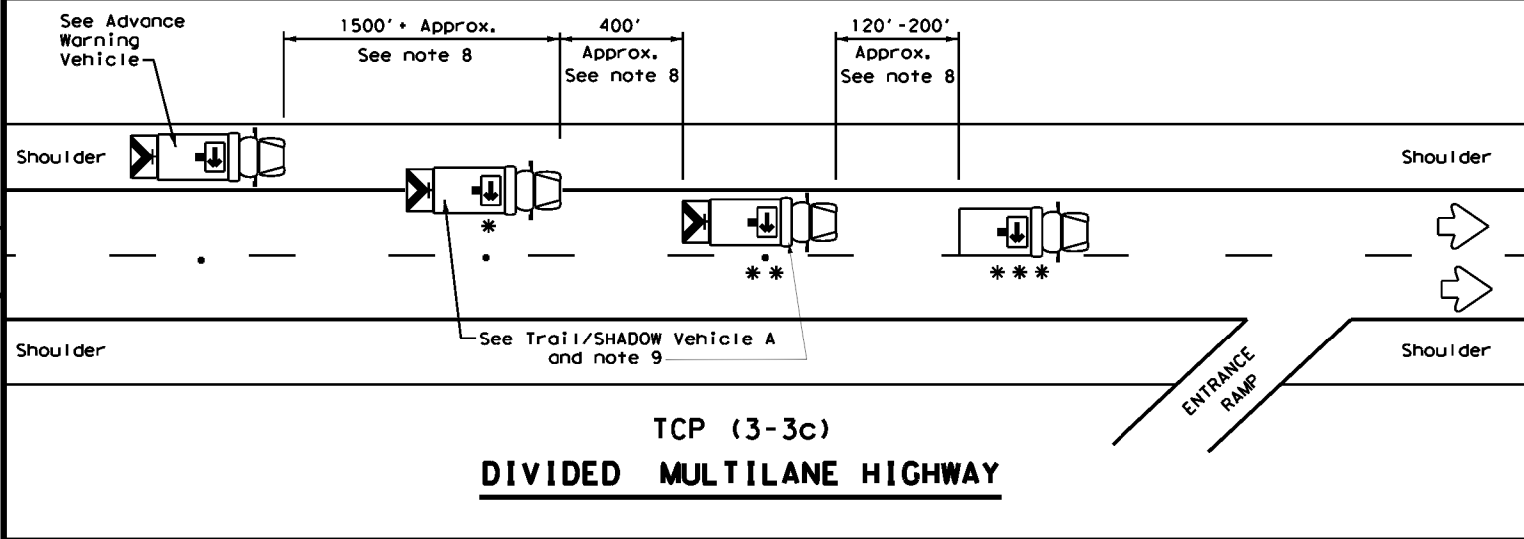 See Advance
Warning
Vehicle
1500'+ Approx.
See note 8
400'
Approx.
See note 8
120'-200'
Approx.
See note 8
Shoulder
Shoulder
*
* *
* * *
See Trail/SHADOW Vehicle A
and note 9
Shoulder
Shoulder
ENTRANCE
RAMP
TCP (3-3c)
DIVIDED MULTILANE HIGHWAY